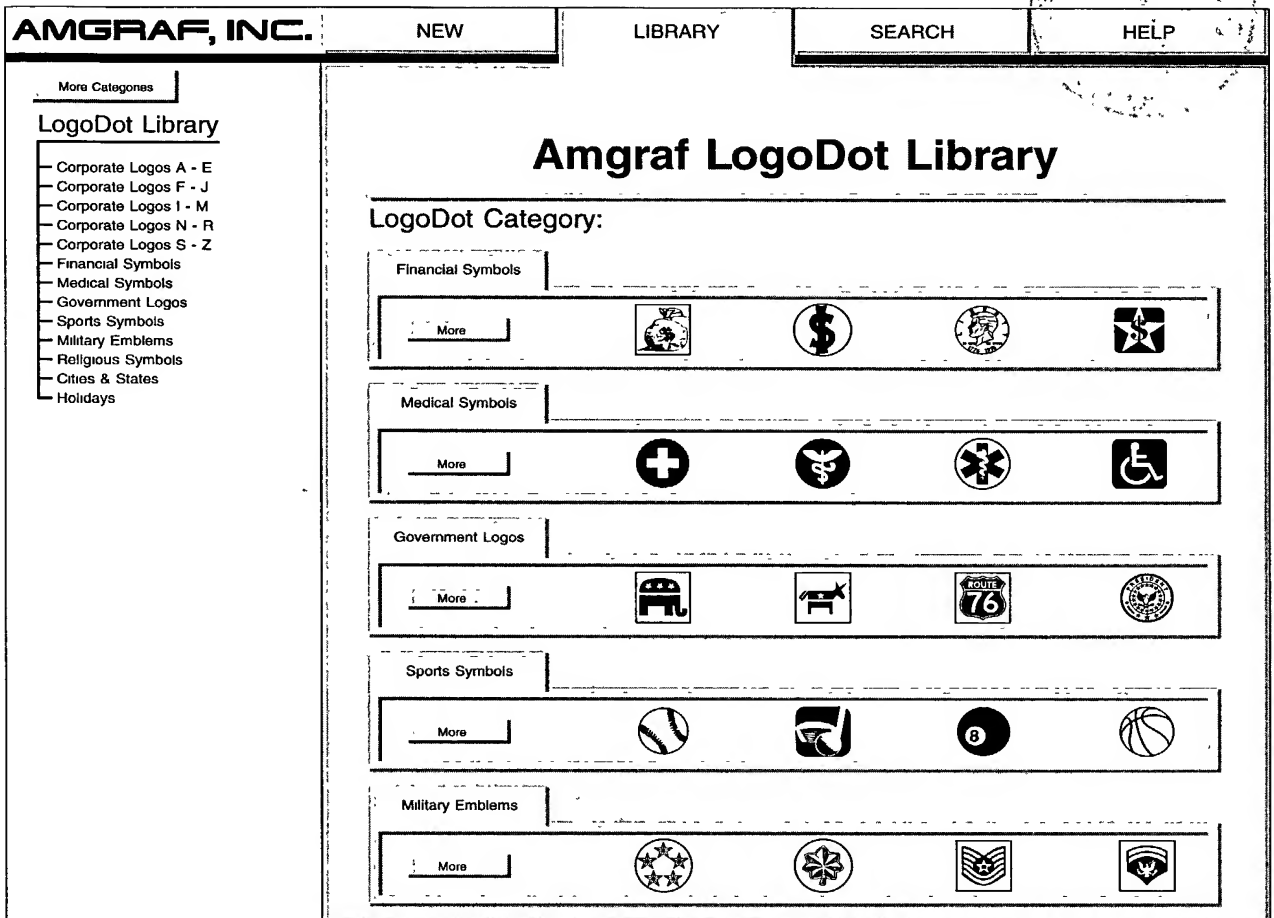 AMGRAF, INC.
NEW
LIBRARY
SEARCH
HELP
More Categories
LogoDot Library
Corporate Logos A - E
Corporate Logos F - J
Corporate Logos I - M
Corporate Logos N - R
Corporate Logos S - Z
Financial Symbols
Medical Symbols
Government Logos
Sports Symbols
Military Emblems
Religious Symbols
Cities & States
Holidays
Amgraf LogoDot Library
LogoDot Category:
Financial Symbols
More
$
$
$
Medical Symbols
More
Government Logos
More
ROUTE
76
PRESIDENT
Sports Symbols
More
8
Military Emblems
More